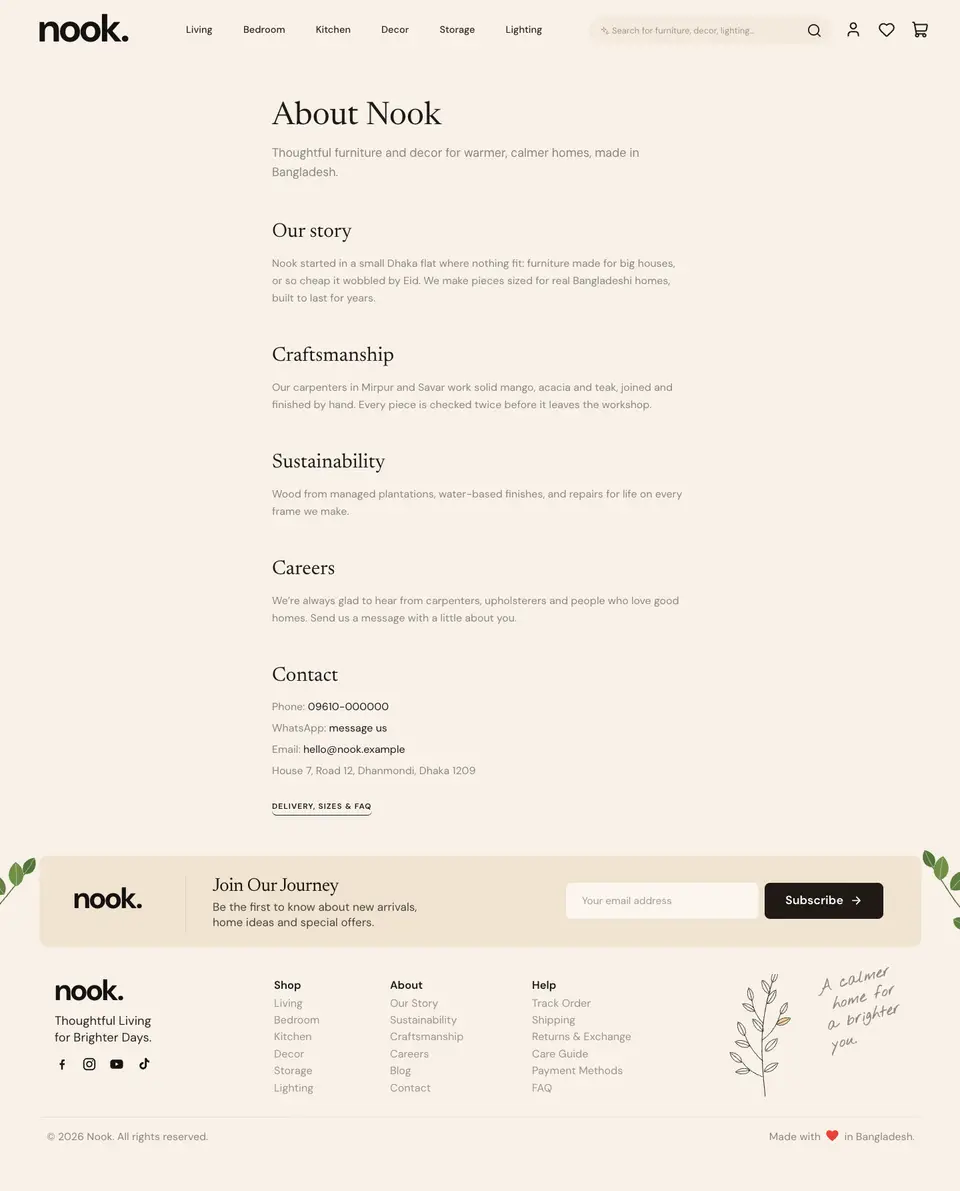 nook.
Living Bedroom Kitchen Decor Storage Lighting
Search for furniture, decor, lighting...
About Nook
Thoughtful furniture and decor for warmer, calmer homes, made in
Bangladesh.
Our story
Nook started in a small Dhaka flat where nothing fit: furniture made for big houses,
or so cheap it wobbled by Eid. We make pieces sized for real Bangladeshi homes,
built to last for years.
Craftsmanship
Our carpenters in Mirpur and Savar work solid mango, acacia and teak, joined and
finished by hand. Every piece is checked twice before it leaves the workshop.
Sustainability
Wood from managed plantations, water-based finishes, and repairs for life on every
frame we make.
Careers
We're always glad to hear from carpenters, upholsterers and people who love good
homes. Send us a message with a little about you.
Contact
Phone: 09610-000000
WhatsApp: message us
Email: hello@nook.example
House 7, Road 12, Dhanmondi, Dhaka 1209
DELIVERY, SIZES & FAQ
nook.
Join Our Journey
Be the first to know about new arrivals,
home ideas and special offers.
Your email address
Subscribe →
nook.
Thoughtful Living
for Brighter Days.
Shop
Living
Bedroom
Kitchen
Decor
Storage
Lighting
About
Our Story
Sustainability
Craftsmanship
Careers
Blog
Contact
Help
Track Order
Shipping
Returns & Exchange
Care Guide
Payment Methods
FAQ
A calmer
home for
a brighter
you.
© 2026 Nook. All rights reserved.
Made with ❤️ in Bangladesh.